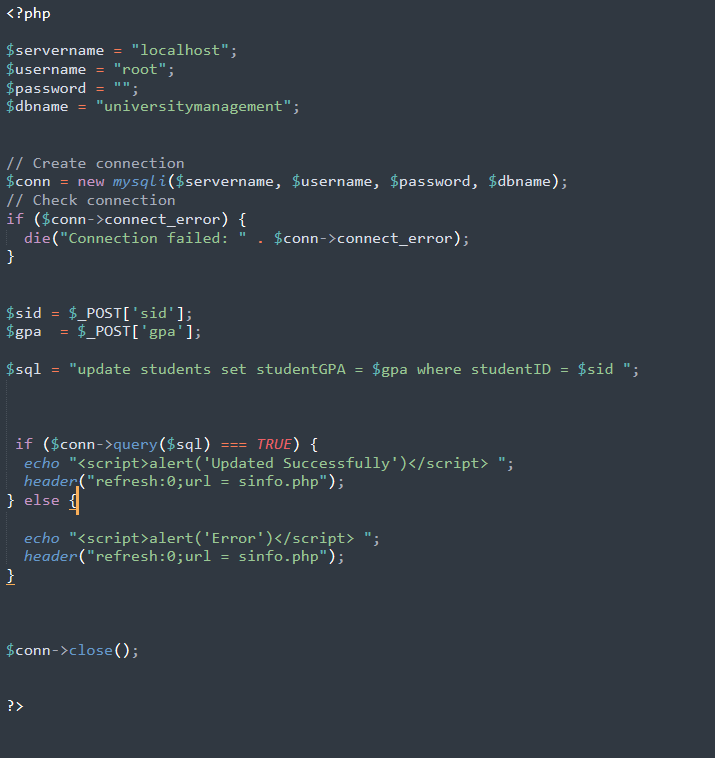 <?php
$servername = "localhost";
$username = "root";
$password = "";
$dbname = "universitymanagement";
// Create connection
$conn = new mysqli($servername, $username, $password, $dbname);
// Check connection
if ($conn->connect_error) {
  die("Connection failed: " . $conn->connect_error);
}
$sid = $_POST['sid'];
$gpa  = $_POST['gpa'];
$sql = "update students set studentGPA = $gpa where studentID = $sid ";
 if ($conn->query($sql) === TRUE) {
  echo "<script>alert('Updated Successfully')</script> ";
  header("refresh:0;url = sinfo.php");
} else {
  echo "<script>alert('Error')</script> ";
  header("refresh:0;url = sinfo.php");
}
$conn->close();
?>